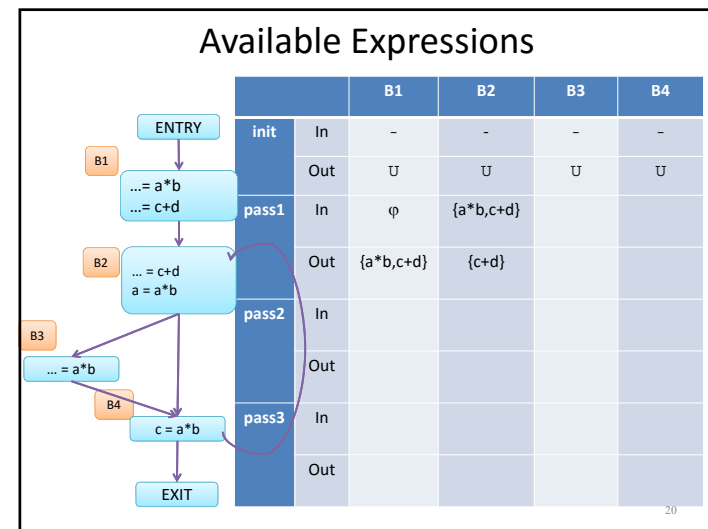 Available Expressions
B1 B2 B3 B4
init In – - – –
Out U U U U
pass1 In φ {a*b,c+d}
Out {a*b,c+d} {c+d}
pass2 In
Out
pass3 In
Out
ENTRY
B1
...= a*b
...= c+d
B2
... = c+d
a = a*b
B3
... = a*b
B4
c = a*b
EXIT
20